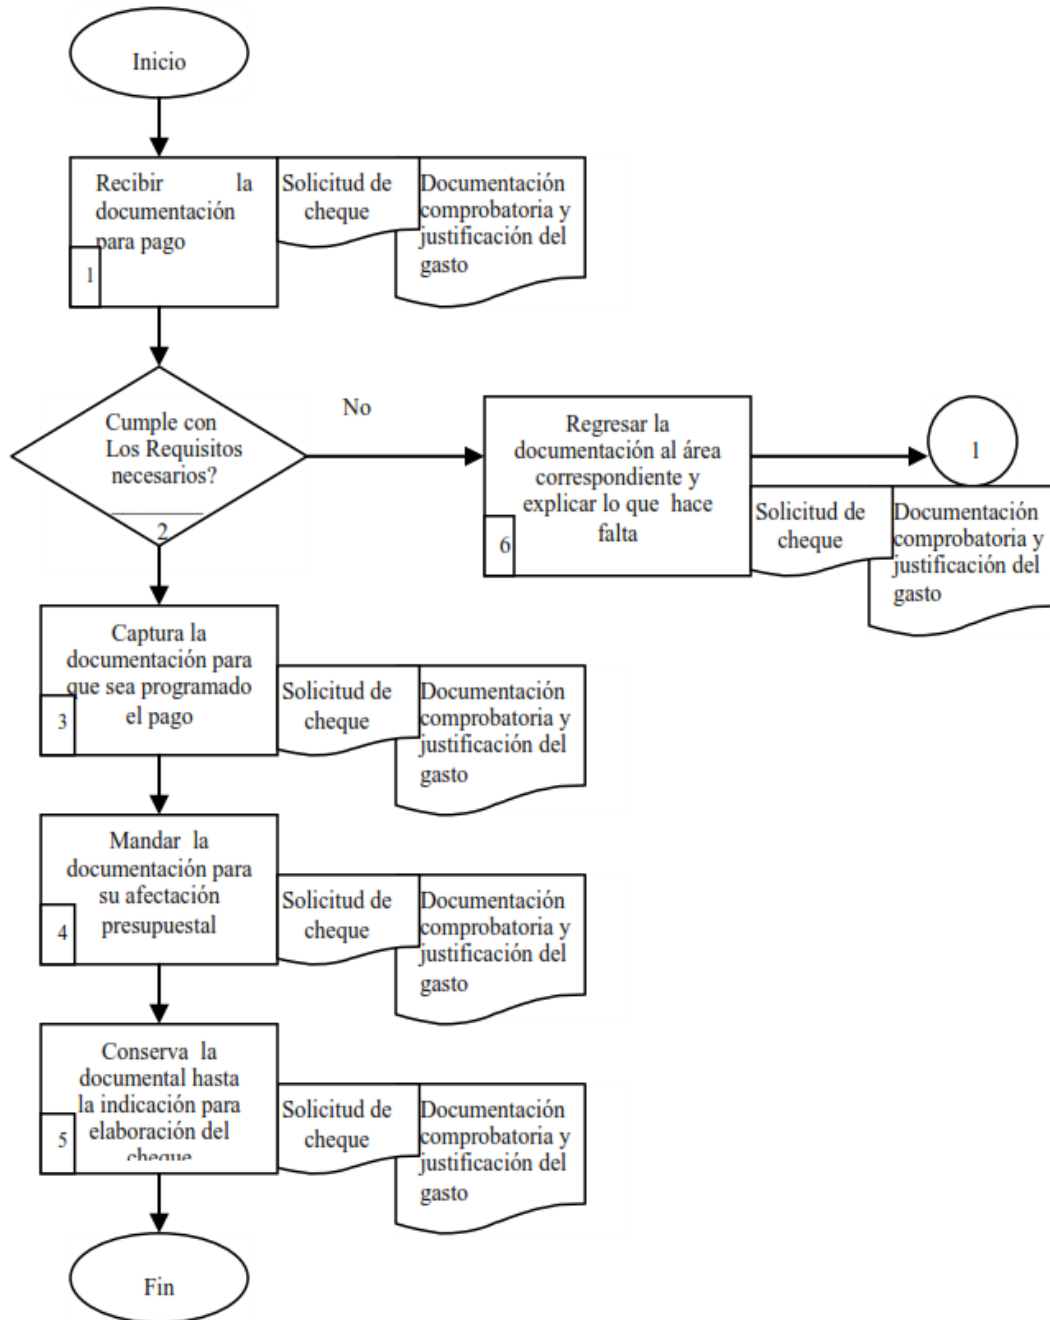 Inicio
Recibir la
documentación
para pago
1
Solicitud de
cheque
Documentación
comprobatoria y
justificación del
gasto
Cumple con
Los Requisitos
necesarios?
2
No
Regresar la
documentación al área
correspondiente y
explicar lo que hace
falta
6
1
Solicitud de
cheque
Documentación
comprobatoria y
justificación del
gasto
Captura la
documentación para
que sea programado
el pago
3
Solicitud de
cheque
Documentación
comprobatoria y
justificación del
gasto
Mandar la
documentación para
su afectación
presupuestal
4
Solicitud de
cheque
Documentación
comprobatoria y
justificación del
gasto
Conserva la
documental hasta
la indicación para
elaboración del
cheque
5
Solicitud de
cheque
Documentación
comprobatoria y
justificación del
gasto
Fin